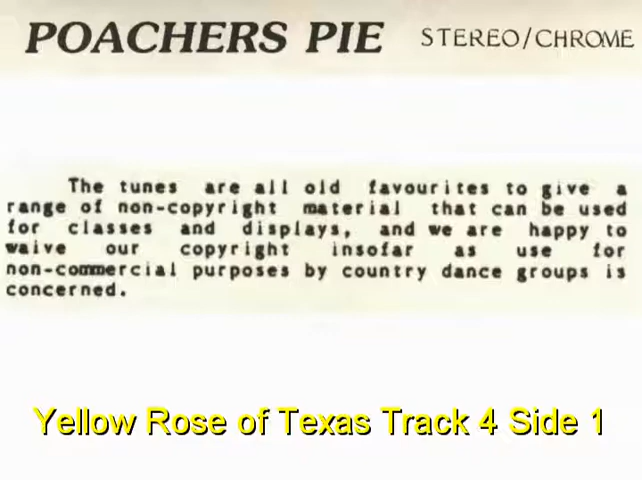 POACHERS PIE STEREO/CHROME
The tunes are all old favourites to give a
range of non-copyright material that can be used
for classes and displays, and we are happy to
waive our copyright insofar as use for
non-commercial purposes by country dance groups is
concerned.
Yellow Rose of Texas Track 4 Side 1